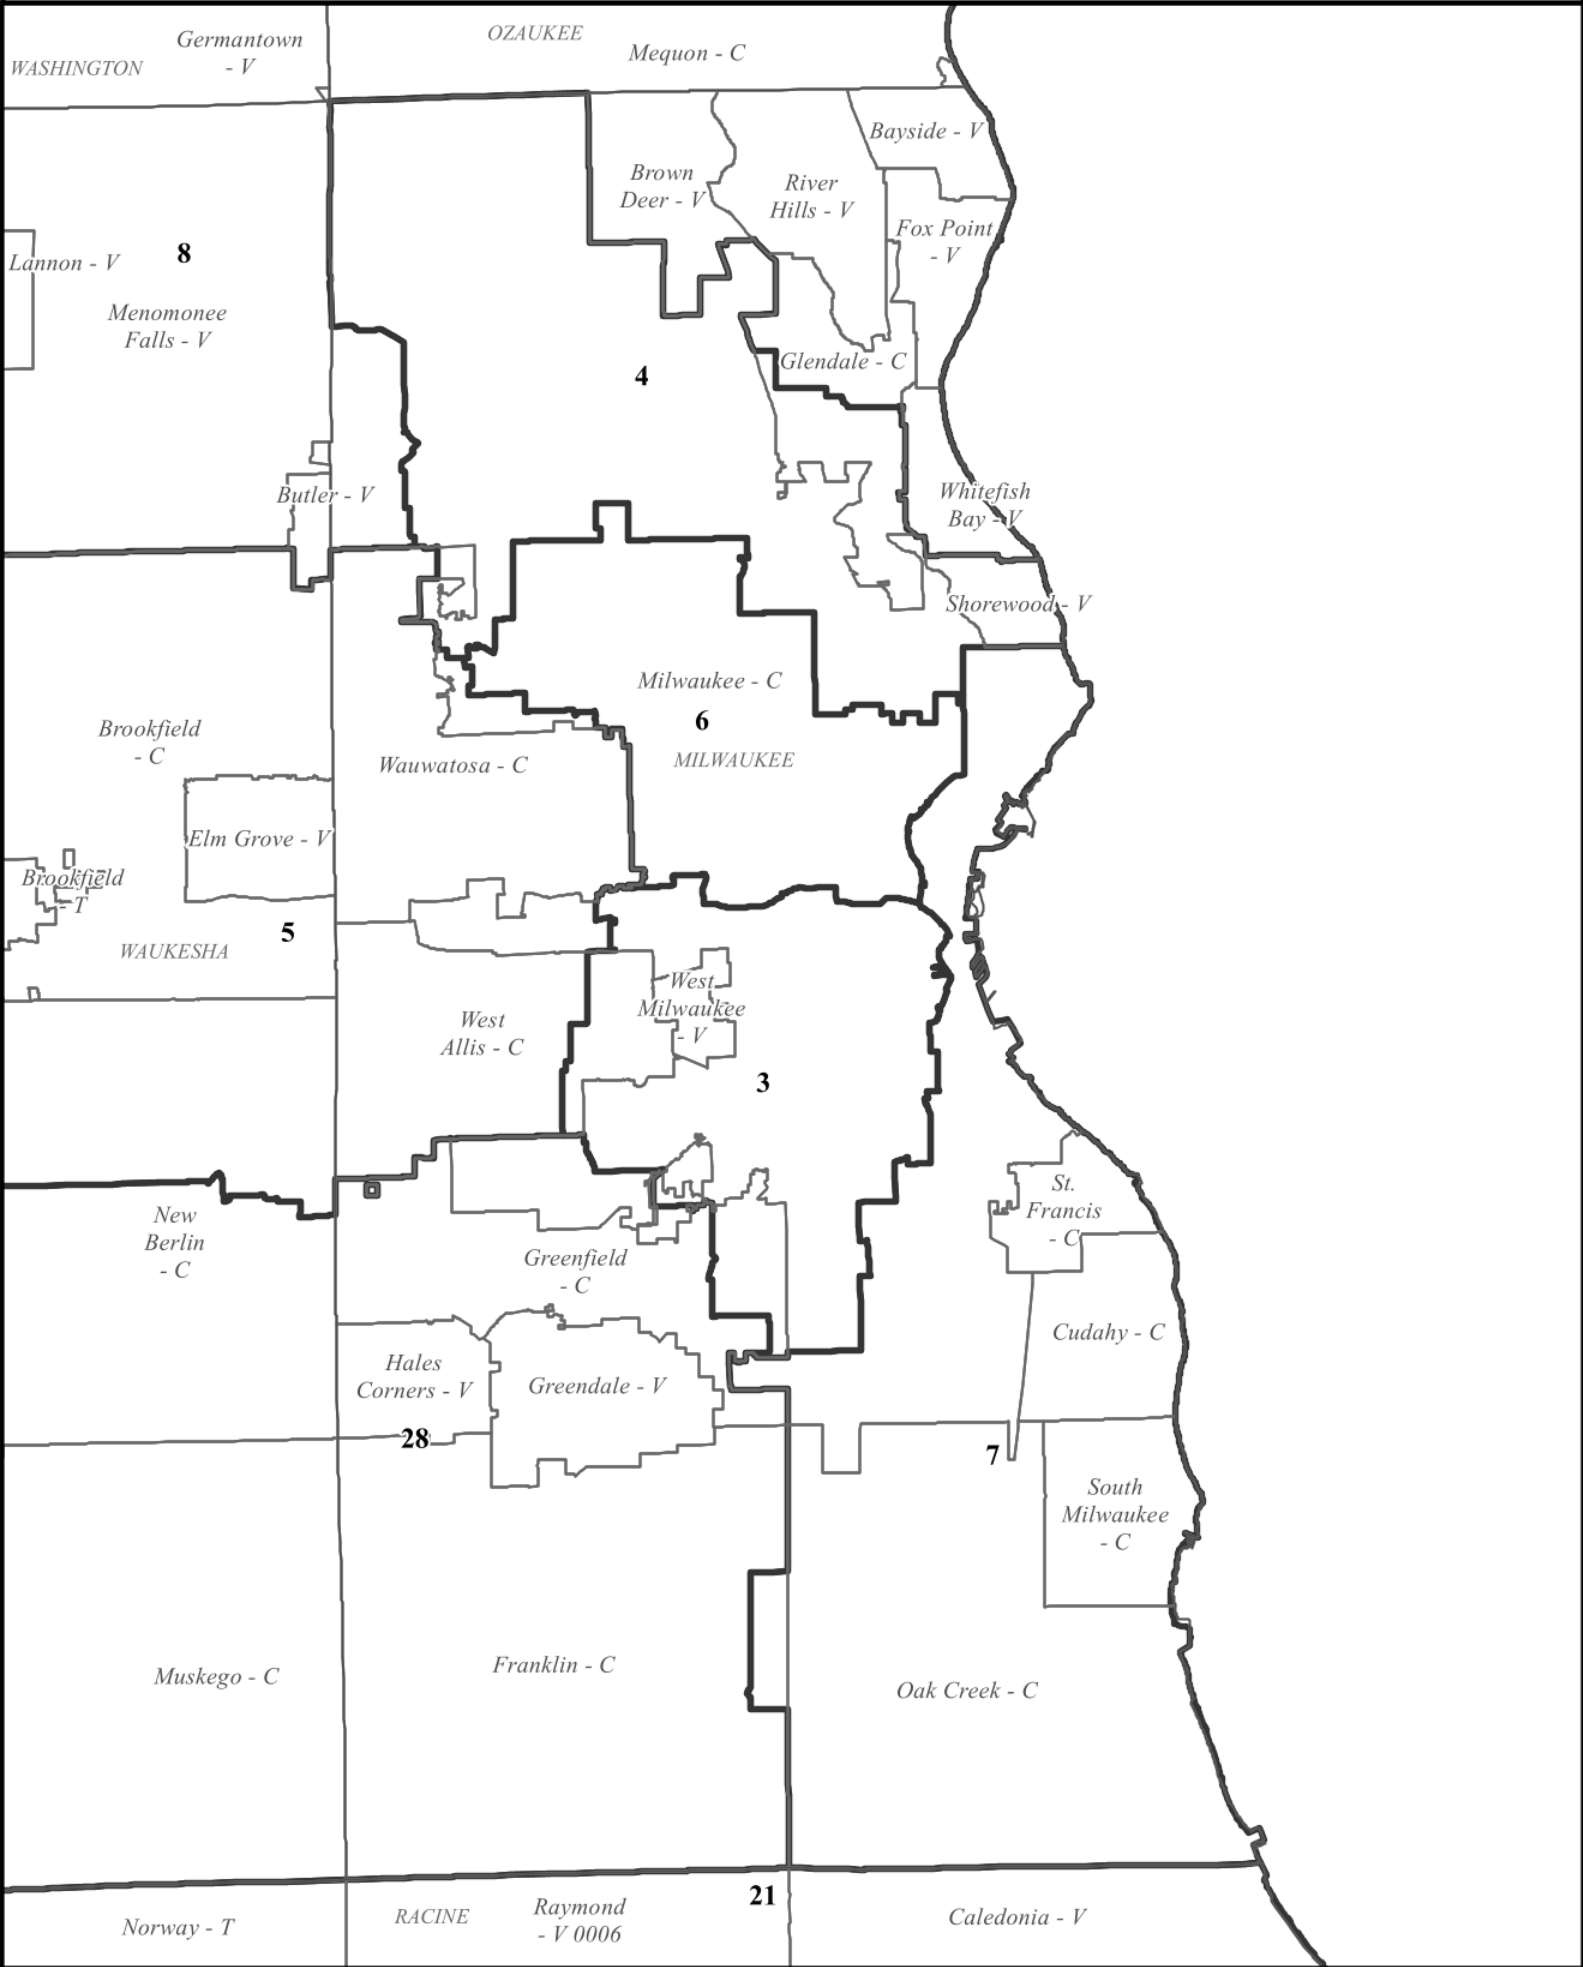 Germantown
- V
OZAUKEE
Mequon - C
WASHINGTON
Bayside - V
Brown
Deer - V
River
Hills - V
Fox Point
- V
8
Lannon - V
Menomonee
Falls - V
4
Glendale - C
Butler - V
Whitefish
Bay - V
Shorewood - V
Milwaukee - C
6
MILWAUKEE
Brookfield
- C
Wauwatosa - C
Elm Grove - V
Brookfield
- T
5
WAUKESHA
West
Milwaukee
- V
West
Allis - C
3
St.
Francis
- C
New
Berlin
- C
Greenfield
- C
Cudahy - C
Hales
Corners - V
Greendale - V
28
7
South
Milwaukee
- C
Muskego - C
Franklin - C
Oak Creek - C
21
Norway - T
RACINE
Raymond
- V 0006
Caledonia - V